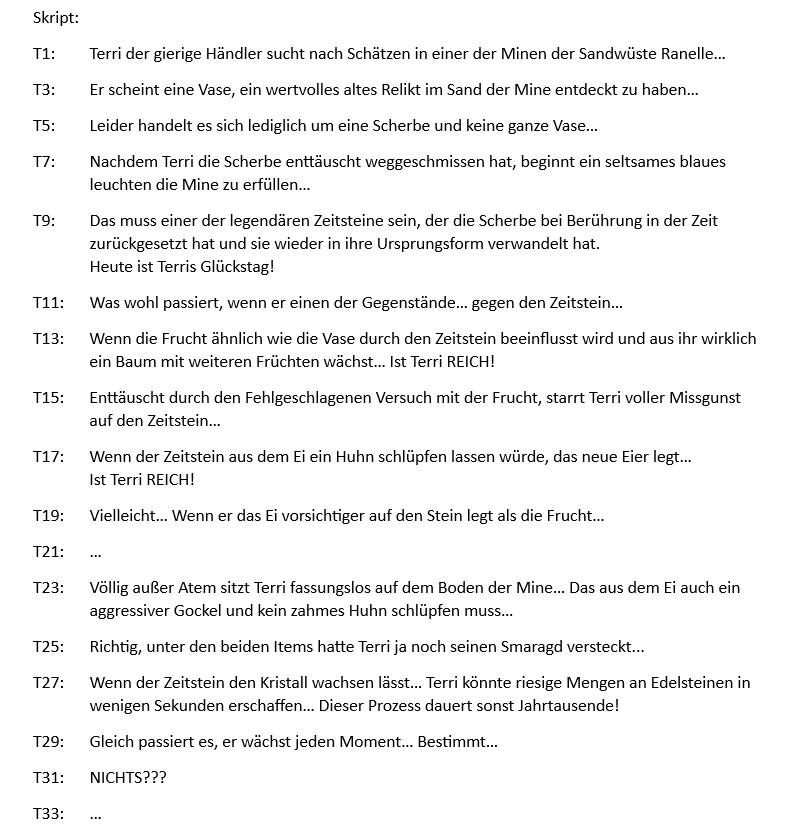 Skript:
T1: Terri der gierige Händler sucht nach Schätzen in einer der Minen der Sandwüste Ranelle...
T3: Er scheint eine Vase, ein wertvolles altes Relikt im Sand der Mine entdeckt zu haben...
T5: Leider handelt es sich lediglich um eine Scherbe und keine ganze Vase...
T7: Nachdem Terri die Scherbe enttäuscht weggeschmissen hat, beginnt ein seltsames blaues
leuchten die Mine zu erfüllen...
T9: Das muss einer der legendären Zeitsteine sein, der die Scherbe bei Berührung in der Zeit
zurückgesetzt hat und sie wieder in ihre Ursprungsform verwandelt hat.
Heute ist Terris Glückstag!
T11: Was wohl passiert, wenn er einen der Gegenstände... gegen den Zeitstein...
T13: Wenn die Frucht ähnlich wie die Vase durch den Zeitstein beeinflusst wird und aus ihr wirklich
ein Baum mit weiteren Früchten wächst... Ist Terri REICH!
T15: Enttäuscht durch den Fehlgeschlagenen Versuch mit der Frucht, starrt Terri voller Missgunst
auf den Zeitstein...
T17: Wenn der Zeitstein aus dem Ei ein Huhn schlüpfen lassen würde, das neue Eier legt...
Ist Terri REICH!
T19: Vielleicht... Wenn er das Ei vorsichtiger auf den Stein legt als die Frucht...
T21: ...
T23: Völlig außer Atem sitzt Terri fassungslos auf dem Boden der Mine... Das aus dem Ei auch ein
aggressiver Gockel und kein zahmes Huhn schlüpfen muss...
T25: Richtig, unter den beiden Items hatte Terri ja noch seinen Smaragd versteckt...
T27: Wenn der Zeitstein den Kristall wachsen lässt... Terri könnte riesige Mengen an Edelsteinen in
wenigen Sekunden erschaffen... Dieser Prozess dauert sonst Jahrtausende!
T29: Gleich passiert es, er wächst jeden Moment... Bestimmt...
T31: NICHTS???
T33: ...